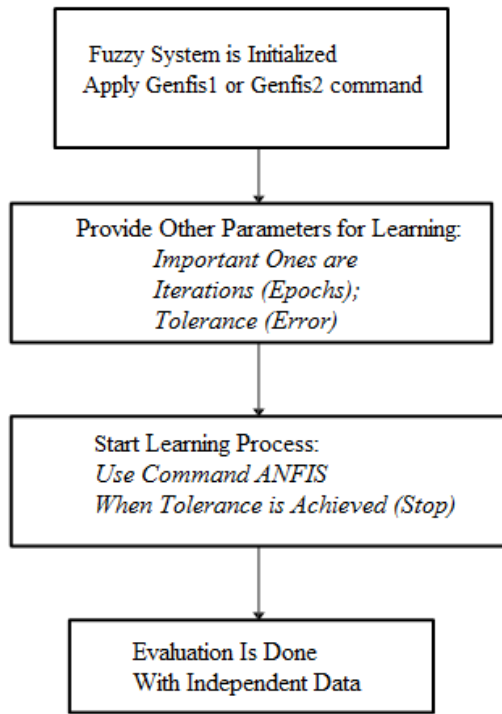 Fuzzy System is Initialized
Apply Genfis1 or Genfis2 command
Provide Other Parameters for Learning:
Important Ones are
Iterations (Epochs);
Tolerance (Error)
Start Learning Process:
Use Command ANFIS
When Tolerance is Achieved (Stop)
Evaluation Is Done
With Independent Data